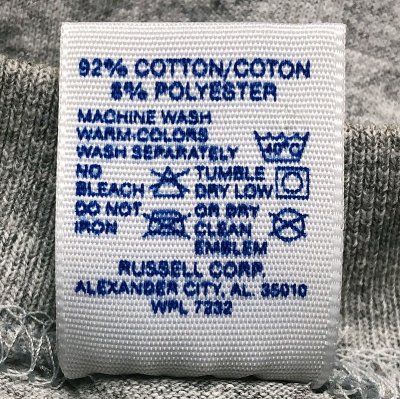 92% COTTON/COTON
8% POLYESTER
MACHINE WASH
WARM-COLORS
WASH SEPARATELY 40°C
NO BLEACH
TUMBLE DRY LOW
DO NOT IRON
OR DRY CLEAN EMBLEM
RUSSELL CORP.
ALEXANDER CITY, AL. 35010
WPL 7332